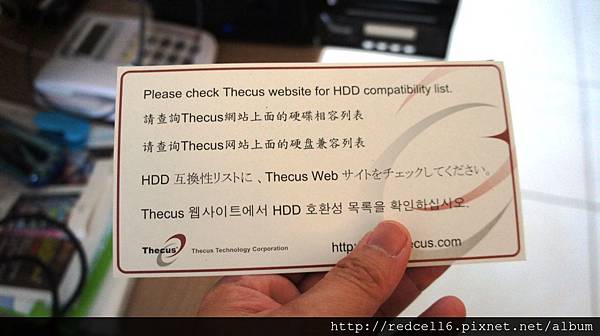 Please check Thecus website for HDD compatibility list.
請查詢Thecus網站上面的硬碟相容列表
请查询Thecus网站上面的硬盘兼容列表
HDD 互換性リストに 、Thecus Web サイトをチェックしてください。
Thecus 웹사이트에서 HDD 호환성 목록을 확인하십시오.
Thecus Thecus Technology Corporation
http://redcell6.pixnet.net/album